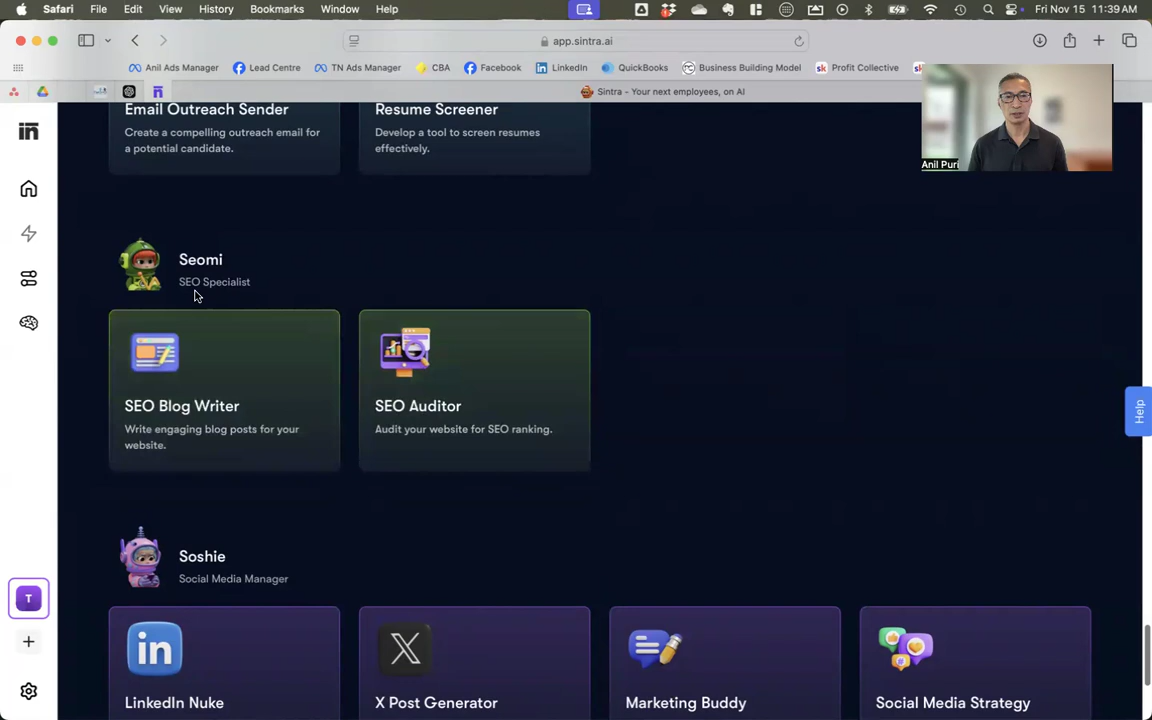 Safari File Edit View History Bookmarks Window Help Fri Nov 15 11:39 AM
app.sintra.ai
Anil Ads Manager Lead Centre TN Ads Manager CBA Facebook LinkedIn QuickBooks Business Building Model Profit Collective
Sintra - Your next employees, on AI
Anil Puri
Email Outreach Sender
Create a compelling outreach email for
a potential candidate.
Resume Screener
Develop a tool to screen resumes
effectively.
Seomi
SEO Specialist
SEO Blog Writer
Write engaging blog posts for your
website.
SEO Auditor
Audit your website for SEO ranking.
Help
Soshie
Social Media Manager
T
in
LinkedIn Nuke
X
X Post Generator
Marketing Buddy
Social Media Strategy